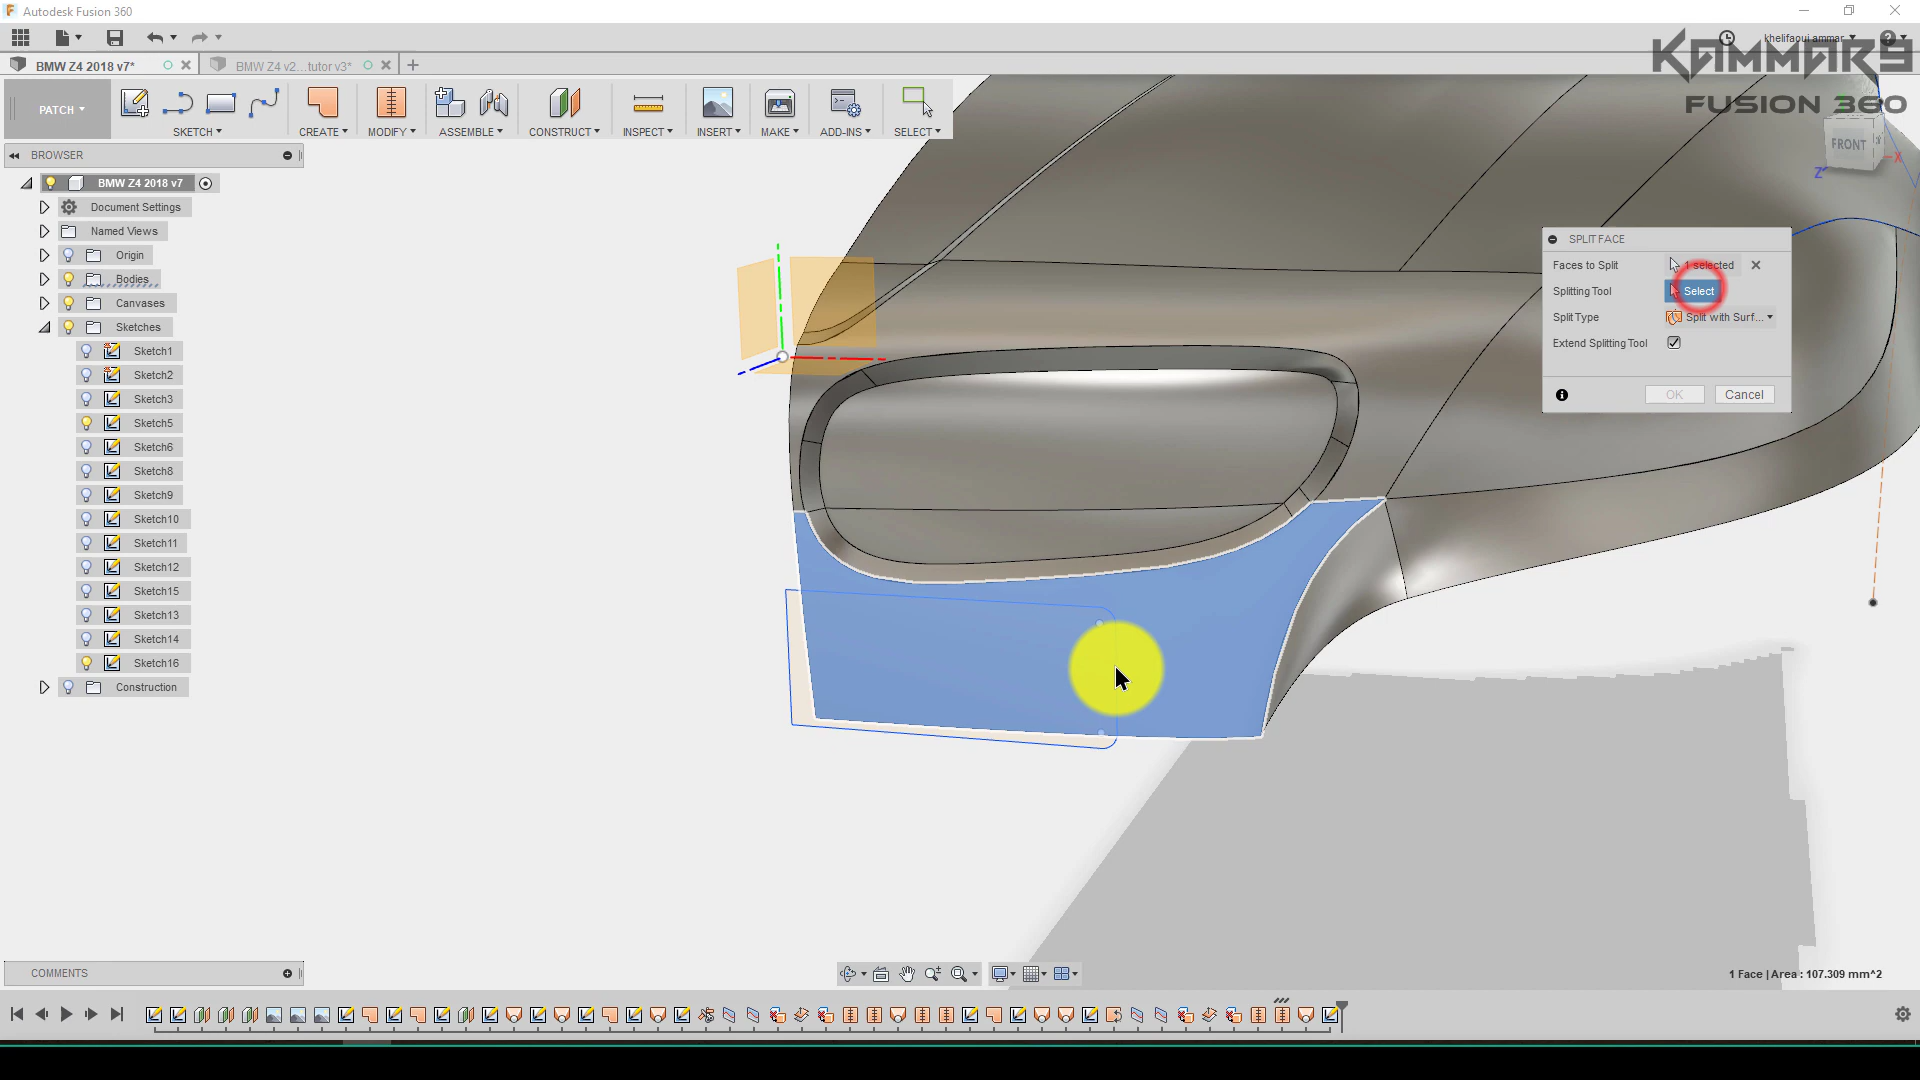 Autodesk Fusion 360
khelifaoui ammar
KAMMAR9
FUSION 360
BMW Z4 2018 v7*
BMW Z4 v2...tutor v3*
PATCH
SKETCH
CREATE
MODIFY
ASSEMBLE
CONSTRUCT
INSPECT
INSERT
MAKE
ADD-INS
SELECT
FRONT
X
Z
BROWSER
BMW Z4 2018 v7
Document Settings
Named Views
Origin
Bodies
Canvases
Sketches
Sketch1
Sketch2
Sketch3
Sketch5
Sketch6
Sketch8
Sketch9
Sketch10
Sketch11
Sketch12
Sketch15
Sketch13
Sketch14
Sketch16
Construction
SPLIT FACE
Faces to Split
1 selected
Splitting Tool
Select
Split Type
Split with Surf...
Extend Splitting Tool
OK
Cancel
COMMENTS
1 Face | Area : 107.309 mm^2